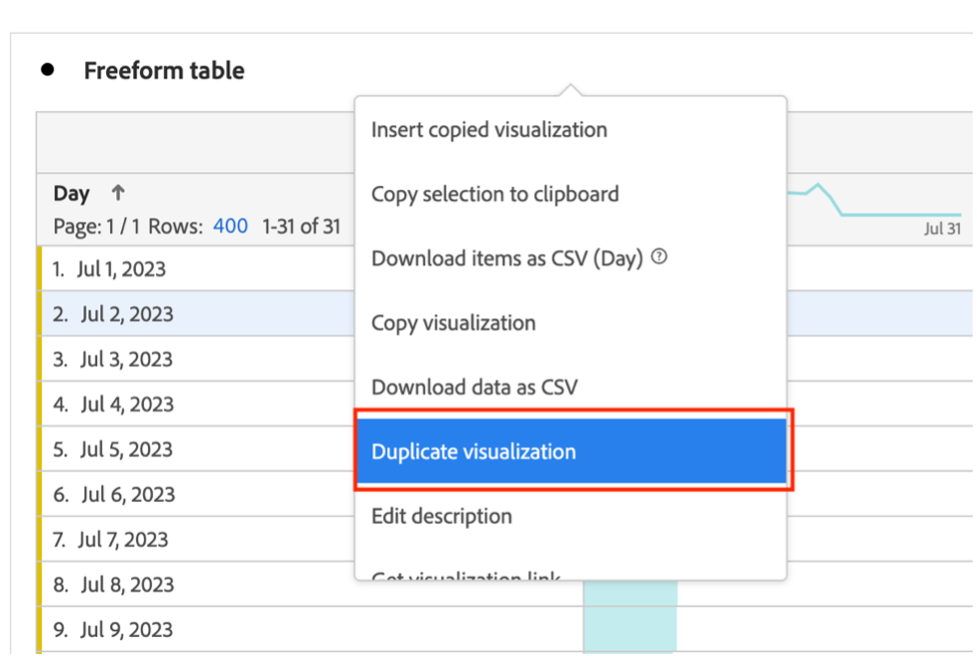 Freeform table
Insert copied visualization
Copy selection to clipboard
Download items as CSV (Day)
Copy visualization
Download data as CSV
Duplicate visualization
Edit description
Get visualization link
Day ↑
Page: 1 / 1 Rows: 400 1-31 of 31
Jul 31
1. Jul 1, 2023
2. Jul 2, 2023
3. Jul 3, 2023
4. Jul 4, 2023
5. Jul 5, 2023
6. Jul 6, 2023
7. Jul 7, 2023
8. Jul 8, 2023
9. Jul 9, 2023